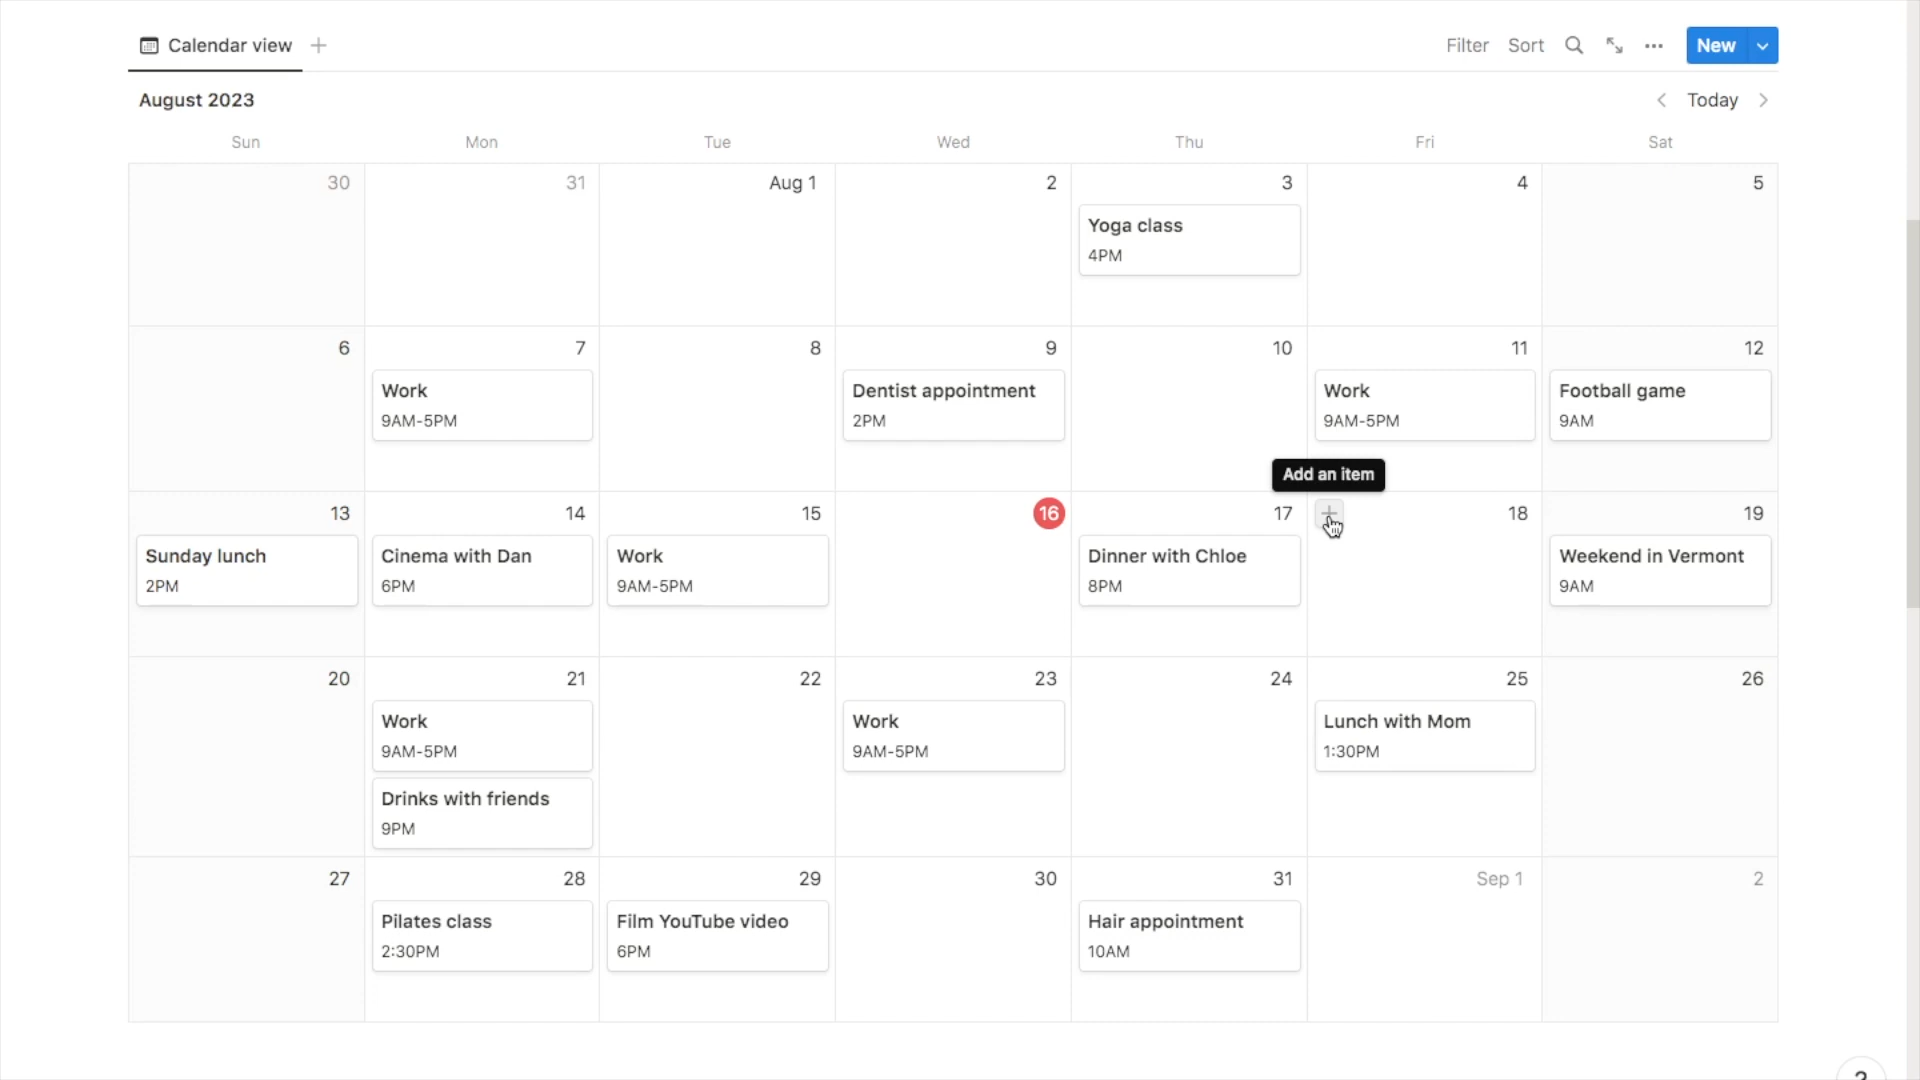 Calendar view
Filter Sort New
August 2023
Today
Sun Mon Tue Wed Thu Fri Sat
30 31 Aug 1 2 3 4 5
Yoga class
4PM
6 7 8 9 10 11 12
Work Dentist appointment Work Football game
9AM-5PM 2PM 9AM-5PM 9AM
Add an item
13 14 15 16 17 18 19
Sunday lunch Cinema with Dan Work Dinner with Chloe Weekend in Vermont
2PM 6PM 9AM-5PM 8PM 9AM
20 21 22 23 24 25 26
Work Work Lunch with Mom
9AM-5PM 9AM-5PM 1:30PM
Drinks with friends
9PM
27 28 29 30 31 Sep 1 2
Pilates class Film YouTube video Hair appointment
2:30PM 6PM 10AM